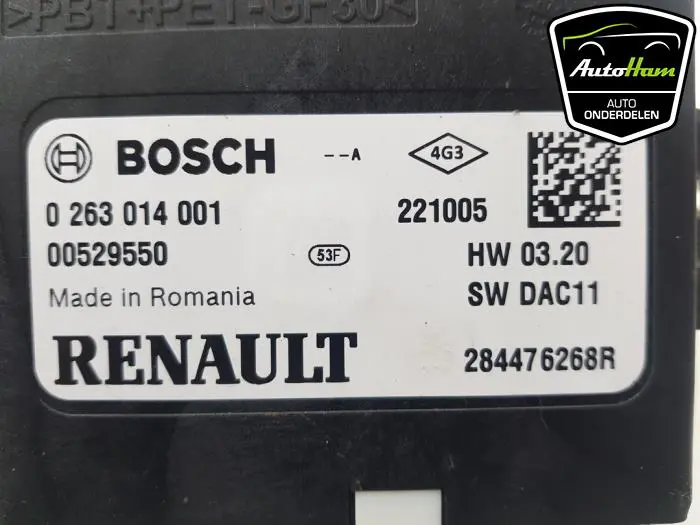 >PBT+PET-GF30<
AutoHam
AUTO
ONDERDELEN
BOSCH --A 4G3
0 263 014 001 221005
00529550 53F HW 03.20
Made in Romania SW DAC11
RENAULT 284476268R